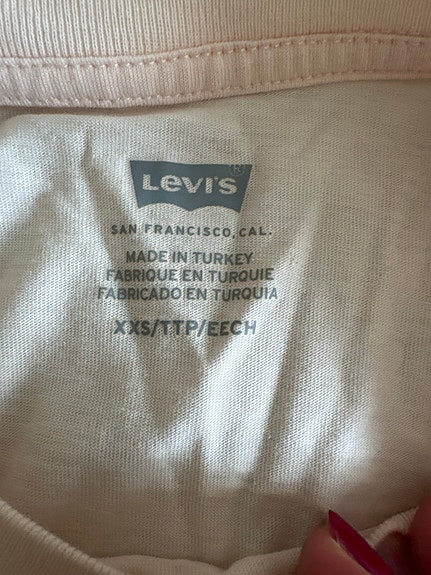 Levi's ®
SAN FRANCISCO, CAL.
MADE IN TURKEY
FABRIQUE EN TURQUIE
FABRICADO EN TURQUIA
XXS/TTP/EECH